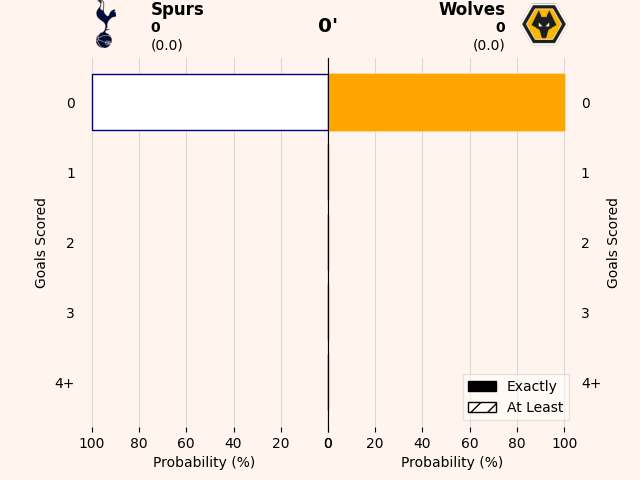 Spurs
0
(0.0)
0'
Wolves
0
(0.0)
Goals Scored
0
1
2
3
4+
0
1
2
3
4+
Goals Scored
Exactly
At Least
100 80 60 40 20 0
0 20 40 60 80 100
Probability (%)
Probability (%)